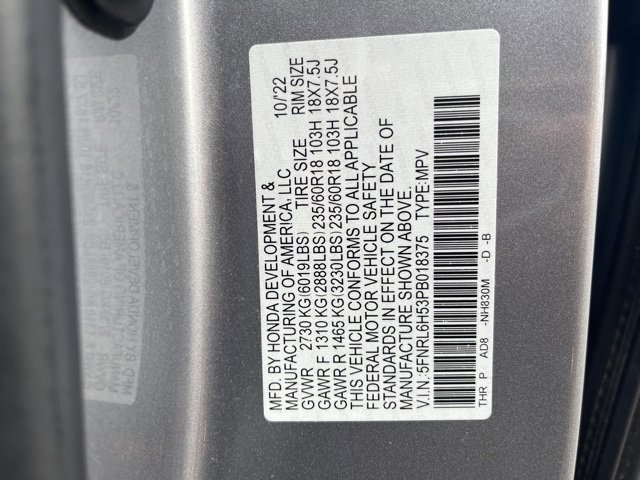 MFD. BY HONDA DEVELOPMENT &
MANUFACTURING OF AMERICA, LLC 10/'22
GVWR 2730 KG(6019LBS) TIRE SIZE RIM SIZE
GAWR F 1310 KG(2888LBS) 235/60R18 103H 18X7.5J
GAWR R 1465 KG(3230LBS) 235/60R18 103H 18X7.5J
THIS VEHICLE CONFORMS TO ALL APPLICABLE
FEDERAL MOTOR VEHICLE SAFETY
STANDARDS IN EFFECT ON THE DATE OF
MANUFACTURE SHOWN ABOVE.
V.I.N.:5FNRL6H53PB018375 TYPE:MPV
THR P AD8 -NH830M -D -B